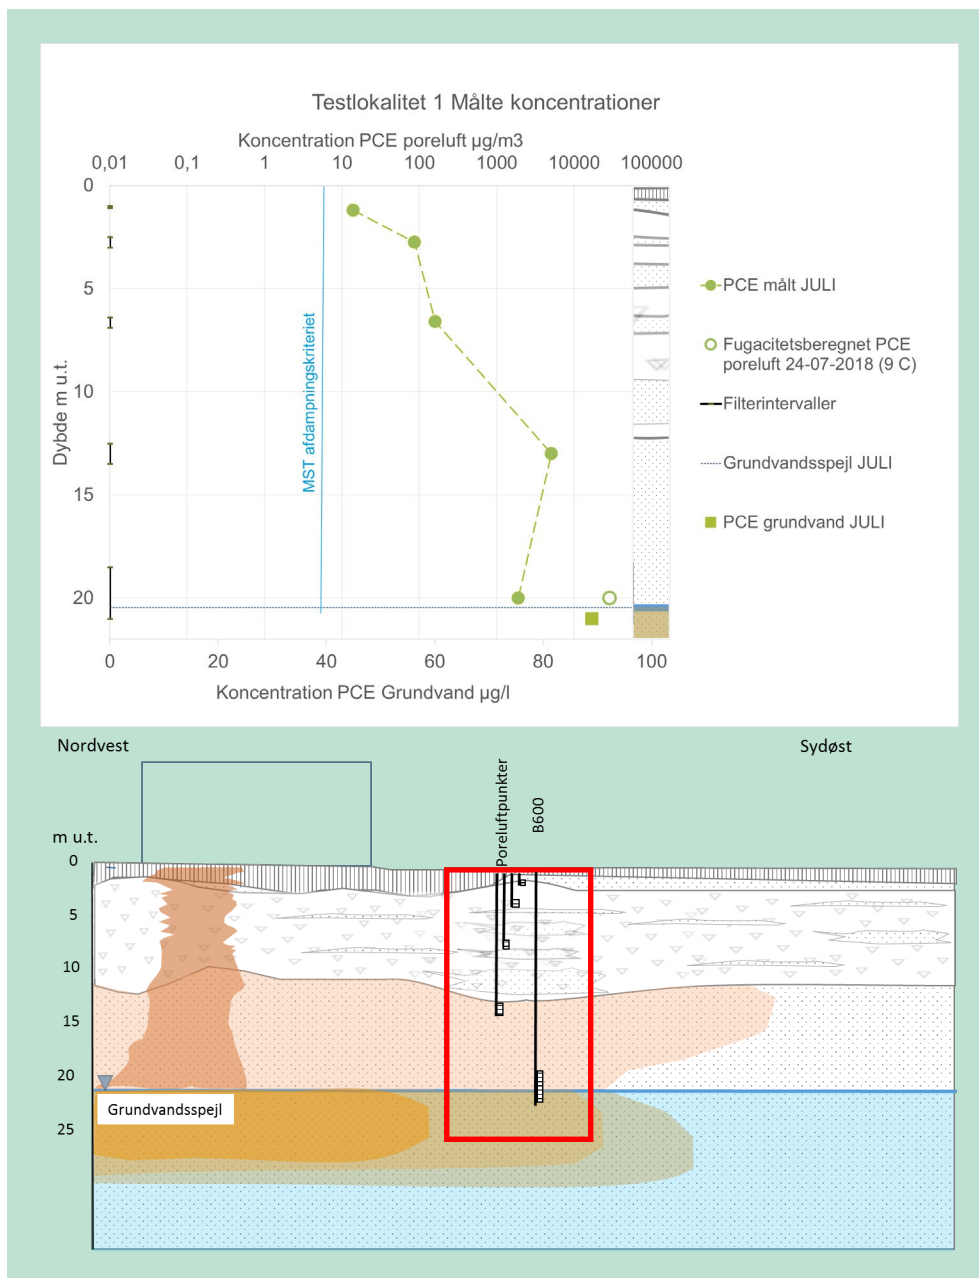 Testlokalitet 1 Målte koncentrationer
Koncentration PCE poreluft µg/m3
0,01 0,1 1 10 100 1000 10000 100000
0
5
10
15
20
Dybde m u.t.
MST afdampningskriteriet
0 20 40 60 80 100
Koncentration PCE Grundvand µg/l
PCE målt JULI
Fugacitetsberegnet PCE
poreluft 24-07-2018 (9 C)
Filterintervaller
Grundvandsspejl JULI
PCE grundvand JULI
Nordvest
Sydøst
Poreluftpunkter
B600
m u.t.
0
5
10
15
20
25
Grundvandsspejl